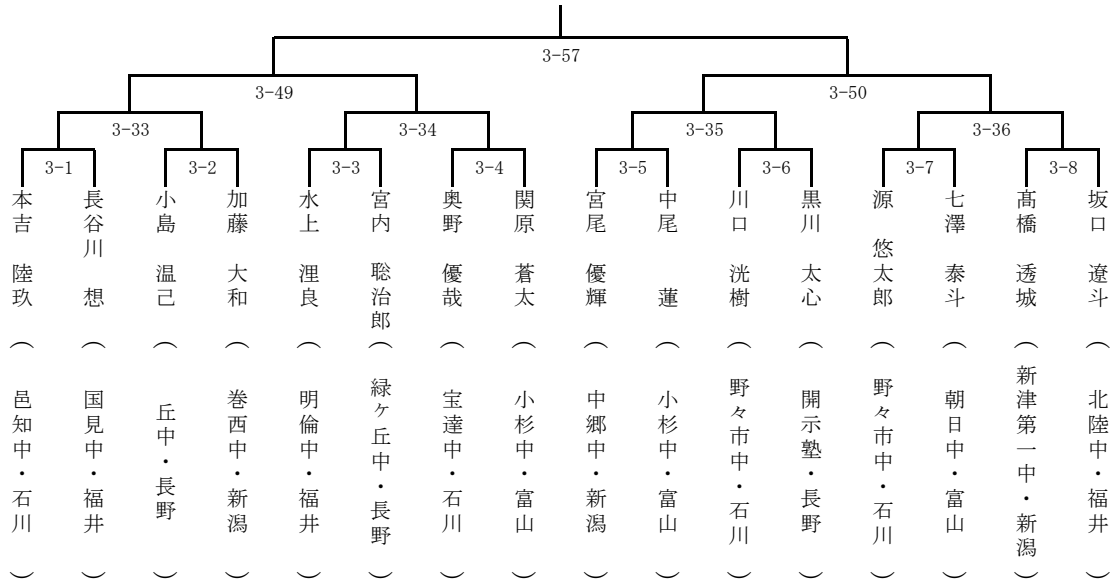 3-57
3-49
3-50
3-33
3-34
3-35
3-36
3-1
3-2
3-3
3-4
3-5
3-6
3-7
3-8
本吉 陸玖（邑知中・石川）
長谷川 想（国見中・福井）
小島 温己（丘中・長野）
加藤 大和（巻西中・新潟）
水上 浬良（明倫中・福井）
宮内 聡治郎（緑ヶ丘中・長野）
奥野 優哉（宝達中・石川）
関原 蒼太（小杉中・富山）
宮尾 優輝（中郷中・新潟）
中尾 蓮（小杉中・富山）
川口 洸樹（野々市中・石川）
黒川 太心（開示塾・長野）
源 悠太郎（野々市中・石川）
七澤 泰斗（朝日中・富山）
髙橋 透城（新津第一中・新潟）
坂口 遼斗（北陸中・福井）